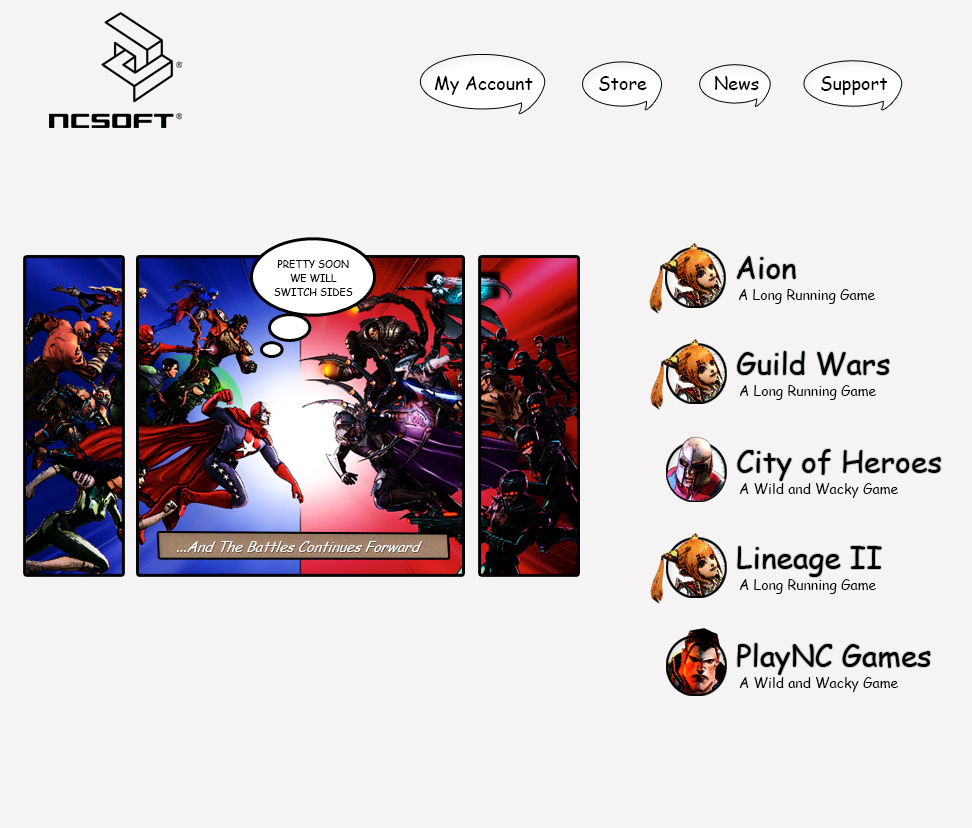 NCSOFT®
My Account
Store
News
Support
PRETTY SOON
WE WILL
SWITCH SIDES
...And The Battles Continues Forward
Aion
A Long Running Game
Guild Wars
A Long Running Game
City of Heroes
A Wild and Wacky Game
Lineage II
A Long Running Game
PlayNC Games
A Wild and Wacky Game